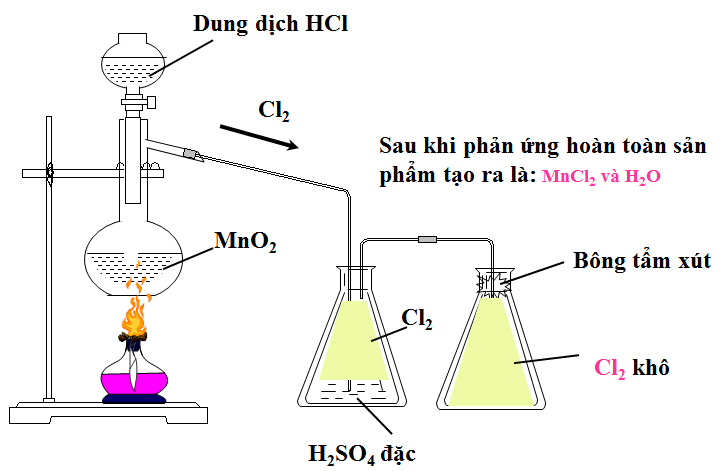 Dung dịch HCl
Cl₂
Sau khi phản ứng hoàn toàn sản
phẩm tạo ra là: MnCl₂ và H₂O
MnO₂
Bông tẩm xút
Cl₂
Cl₂ khô
H₂SO₄ đặc